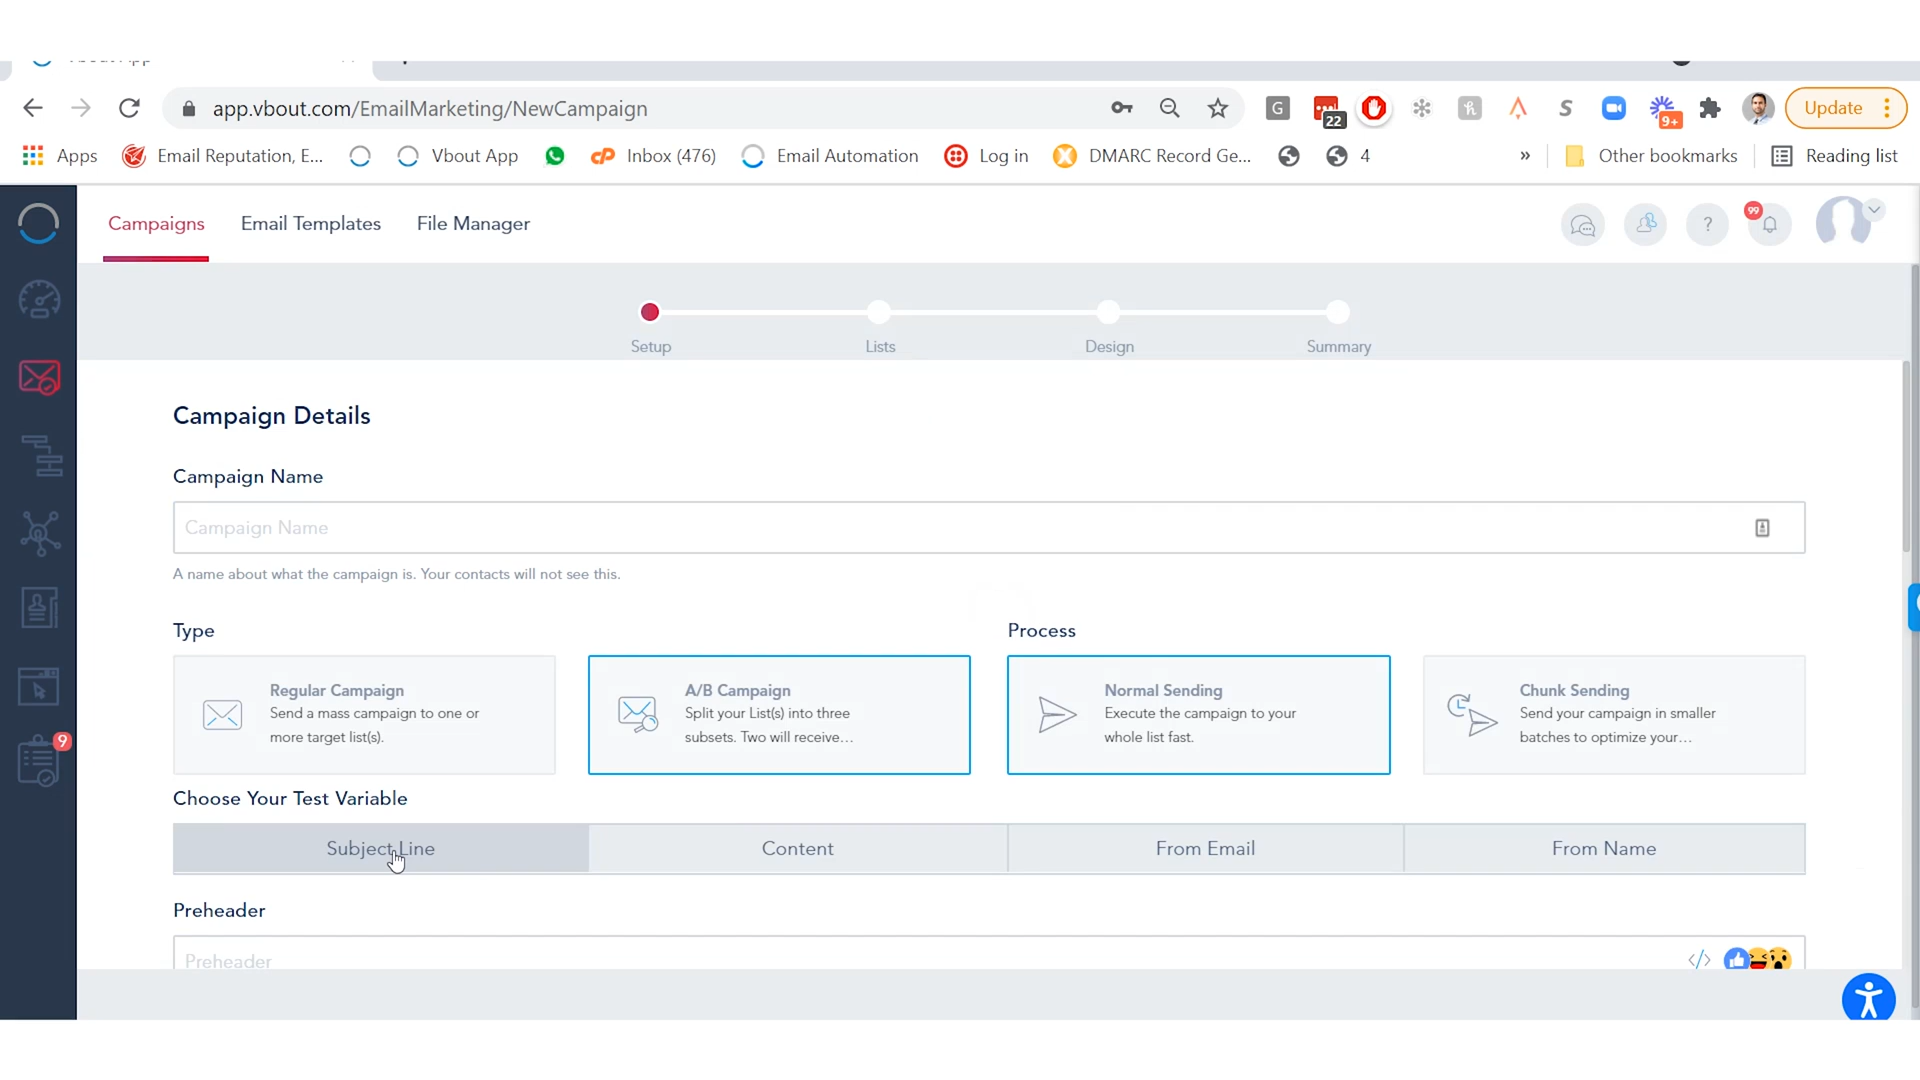 app.vbout.com/EmailMarketing/NewCampaign
G
22
S
9+
Update
Apps
Email Reputation, E...
Vbout App
Inbox (476)
Email Automation
Log in
DMARC Record Ge...
4
»
Other bookmarks
Reading list
Campaigns
Email Templates
File Manager
?
99
Setup
Lists
Design
Summary
Campaign Details
Campaign Name
Campaign Name
A name about what the campaign is. Your contacts will not see this.
Type
Process
Regular Campaign
Send a mass campaign to one or
more target list(s).
A/B Campaign
Split your List(s) into three
subsets. Two will receive...
Normal Sending
Execute the campaign to your
whole list fast.
Chunk Sending
Send your campaign in smaller
batches to optimize your...
9
Choose Your Test Variable
Subject Line
Content
From Email
From Name
Preheader
Preheader
</>